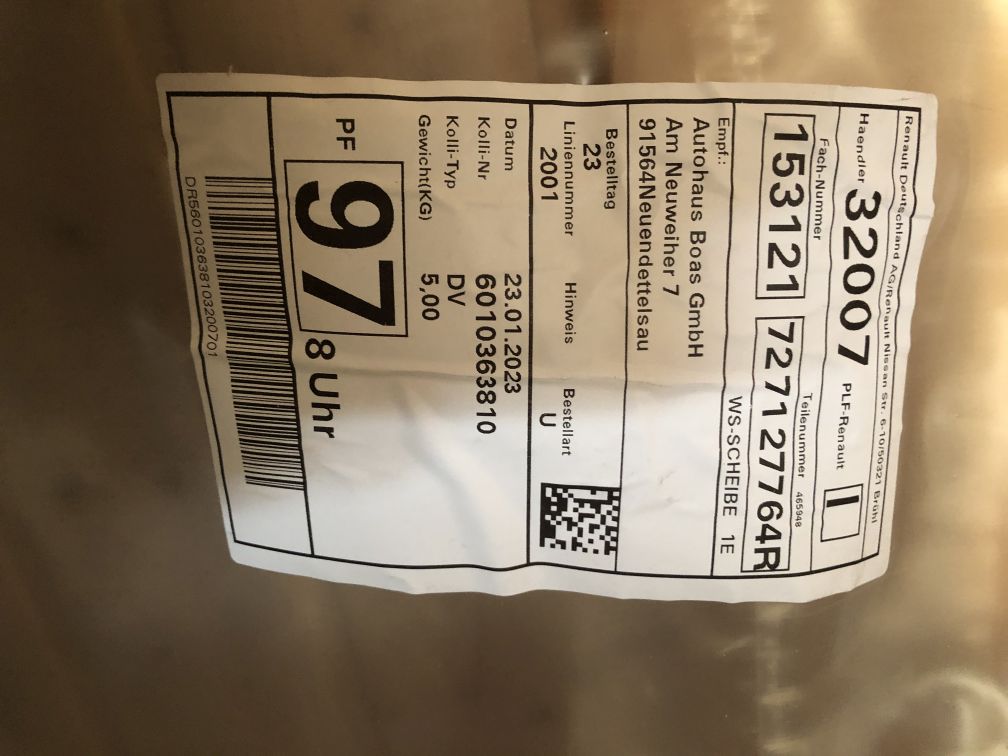 Renault Deutschland AG/Renault Nissan Str. 6-10/50321 Brühl
Haendler 32007 PLF-Renault I
Fach-Nummer Teilenummer 465948
153121 727127764R
WS-SCHEIBE 1E
Empf.:
Autohaus Boas GmbH
Am Neuweiher 7
91564Neuendettelsau
Bestelltag
23
Liniennummer Hinweis Bestellart
2001 U
Datum 23.01.2023
Kolli-Nr 6010363810
Kolli-Typ DV
Gewicht(KG) 5,00
PF 97 8 Uhr
DR560103638103200701